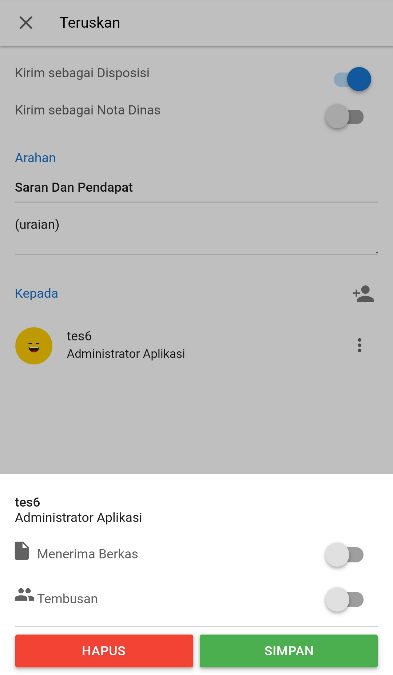 Teruskan
Kirim sebagai Disposisi
Kirim sebagai Nota Dinas
Arahan
Saran Dan Pendapat
(uraian)
Kepada
tes6
Administrator Aplikasi
tes6
Administrator Aplikasi
Menerima Berkas
Tembusan
HAPUS
SIMPAN